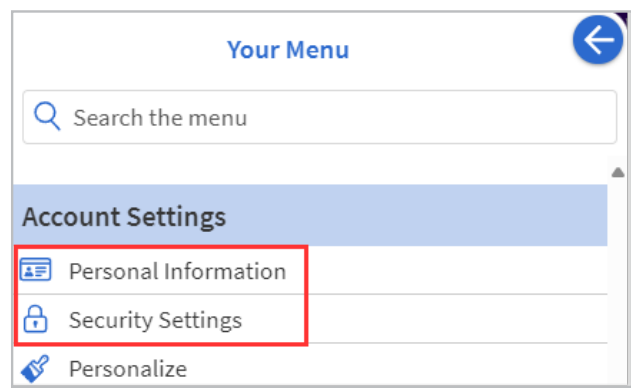 Your Menu
Search the menu
Account Settings
Personal Information
Security Settings
Personalize